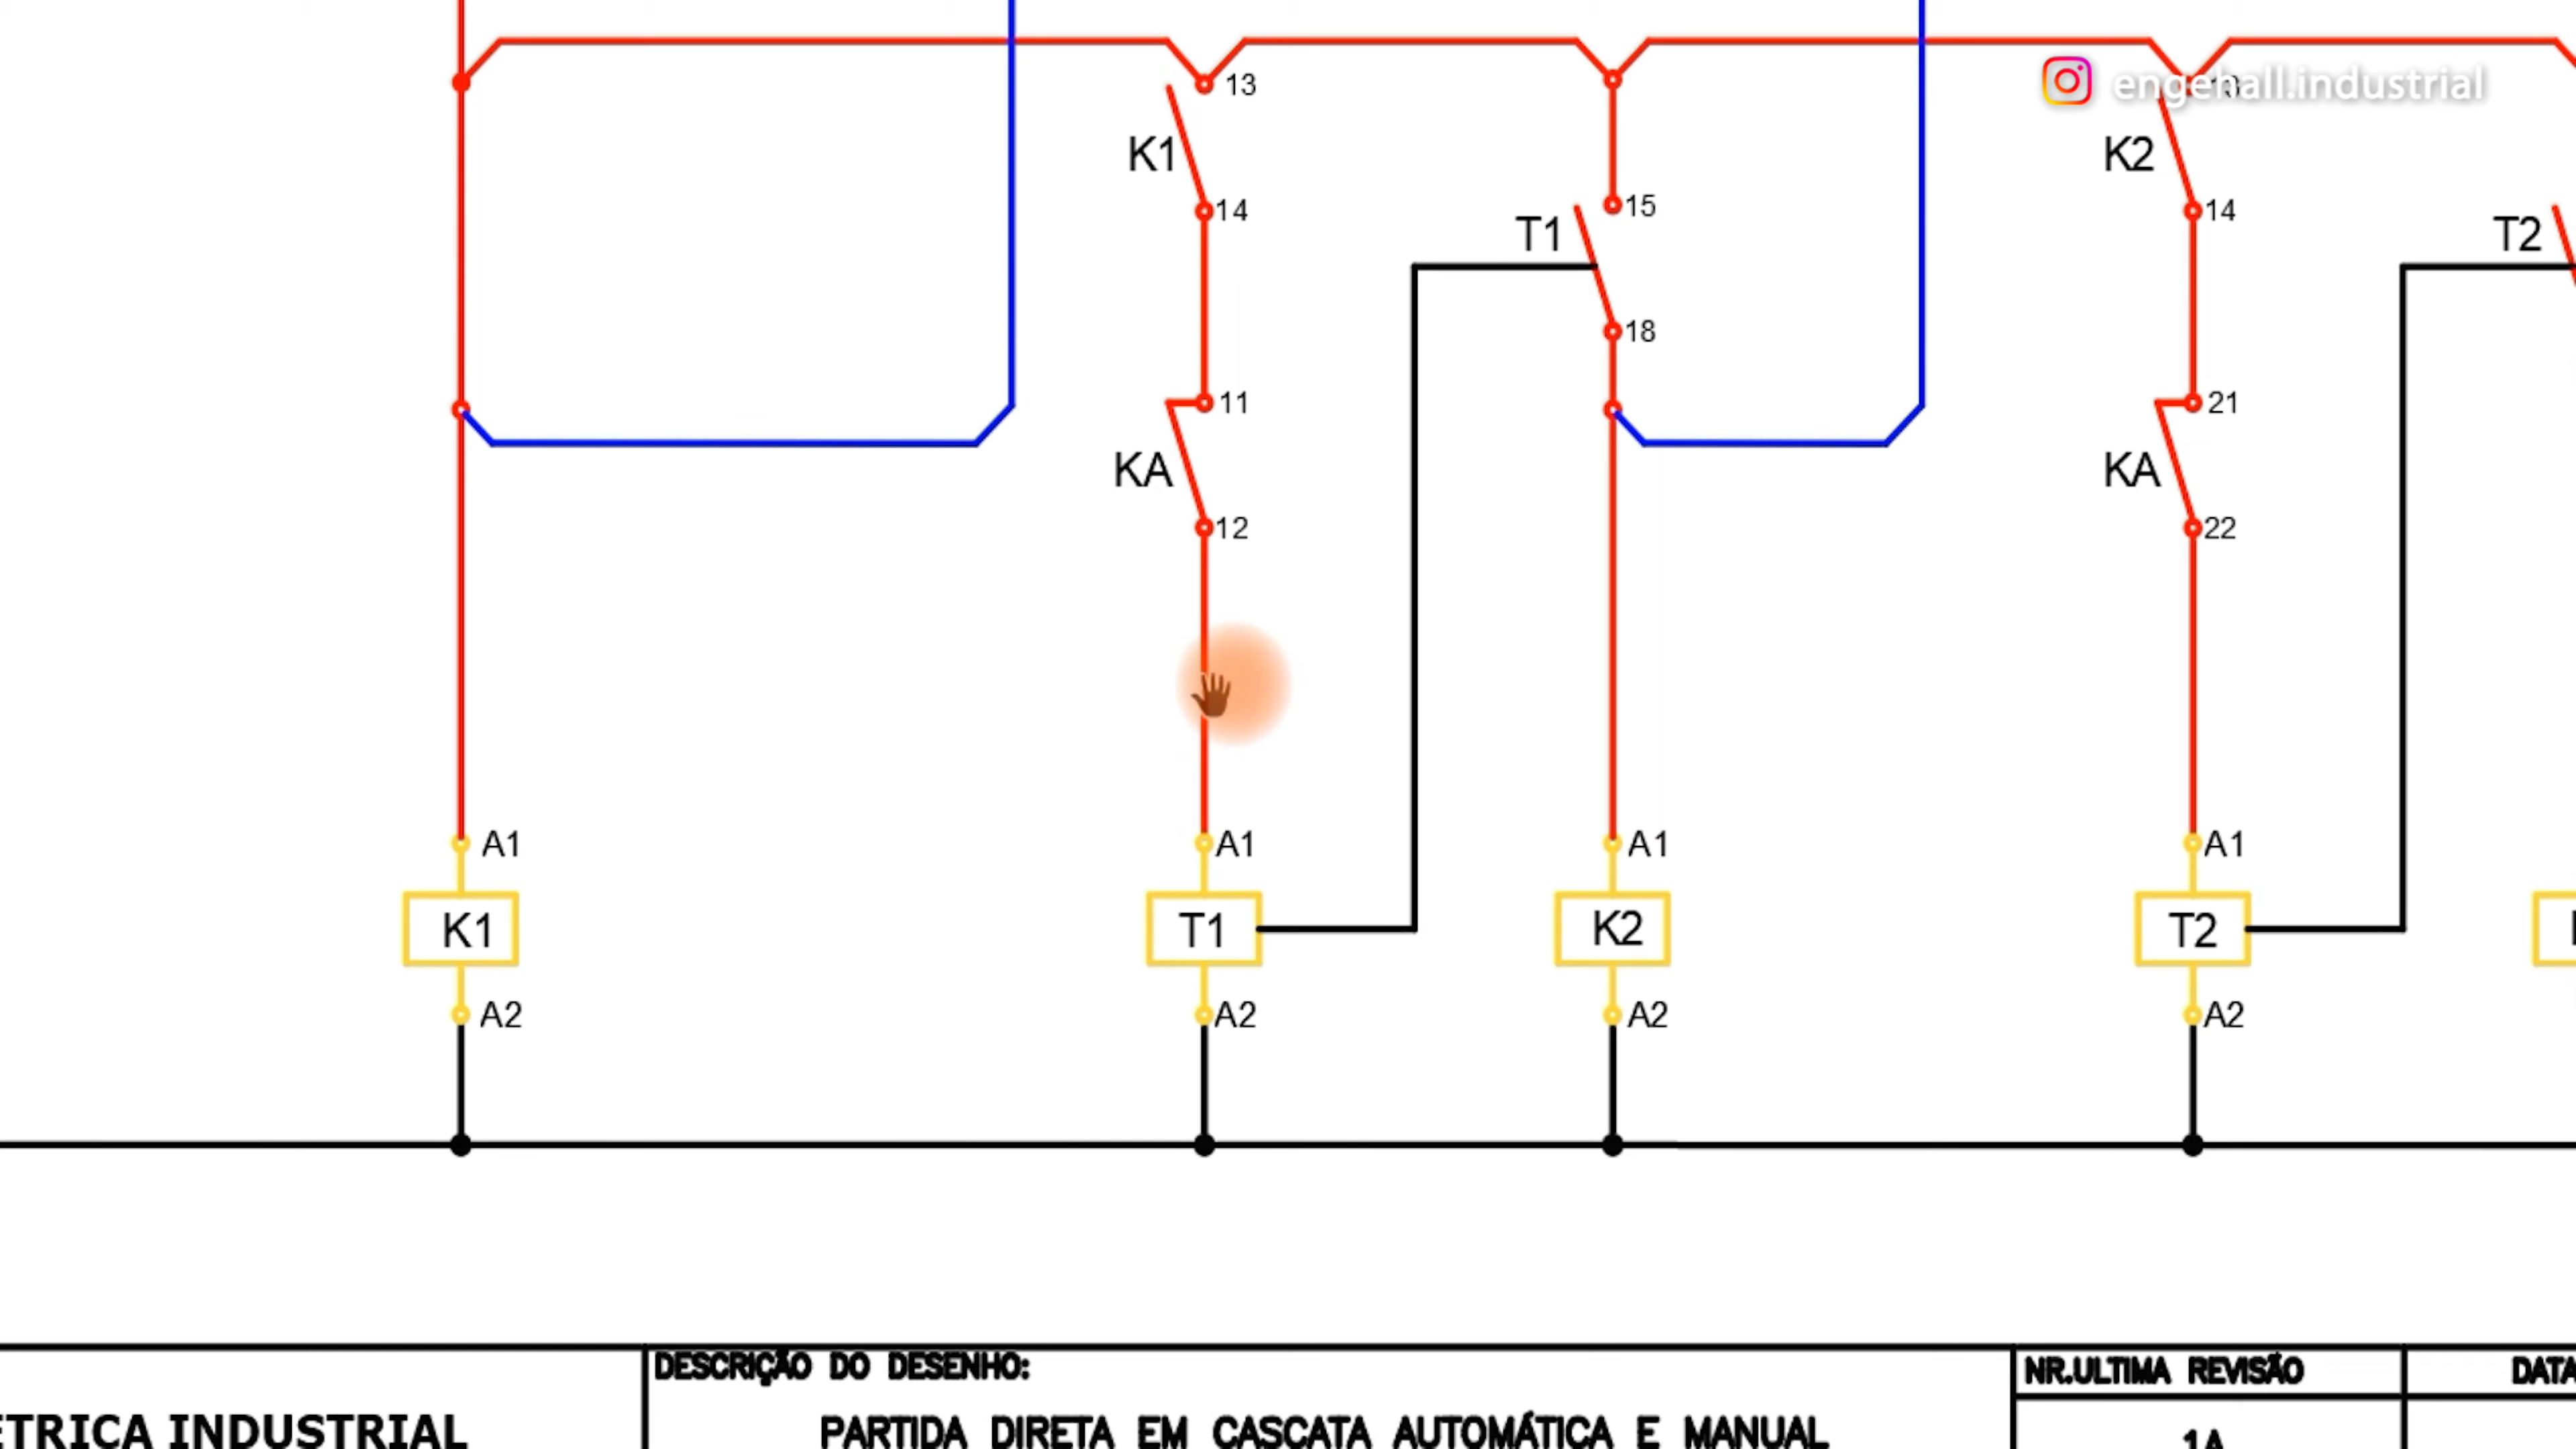 engehall.industrial
13
K1
K2
14
14
15
T1
T2
18
11
21
KA
KA
12
22
A1
A1
A1
A1
K1
T1
K2
T2
A2
A2
A2
A2
DESCRIÇÃO DO DESENHO:
NR.ULTIMA REVISÃO
DATA
ETRICA INDUSTRIAL
PARTIDA DIRETA EM CASCATA AUTOMÁTICA E MANUAL
1A